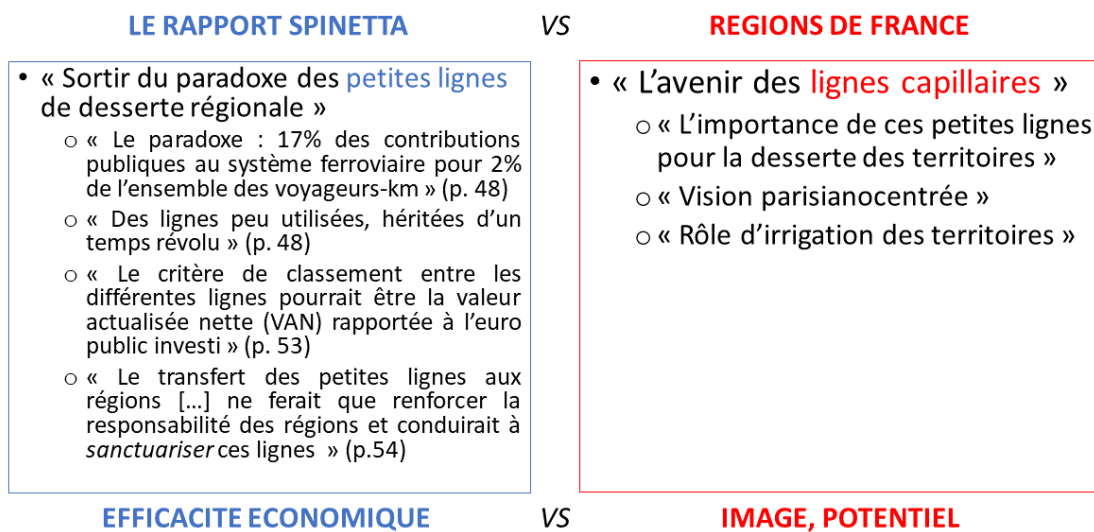 LE RAPPORT SPINETTA
VS
REGIONS DE FRANCE
• « Sortir du paradoxe des petites lignes
de desserte régionale »
o « Le paradoxe : 17% des contributions
publiques au système ferroviaire pour 2%
de l’ensemble des voyageurs-km » (p. 48)
o « Des lignes peu utilisées, héritées d’un
temps révolu » (p. 48)
o « Le critère de classement entre les
différentes lignes pourrait être la valeur
actualisée nette (VAN) rapportée à l’euro
public investi » (p. 53)
o « Le transfert des petites lignes aux
régions […] ne ferait que renforcer la
responsabilité des régions et conduirait à
sanctuariser ces lignes » (p.54)
• « L’avenir des lignes capillaires »
o « L’importance de ces petites lignes
pour la desserte des territoires »
o « Vision parisianocentrée »
o « Rôle d’irrigation des territoires »
EFFICACITE ECONOMIQUE
VS
IMAGE, POTENTIEL